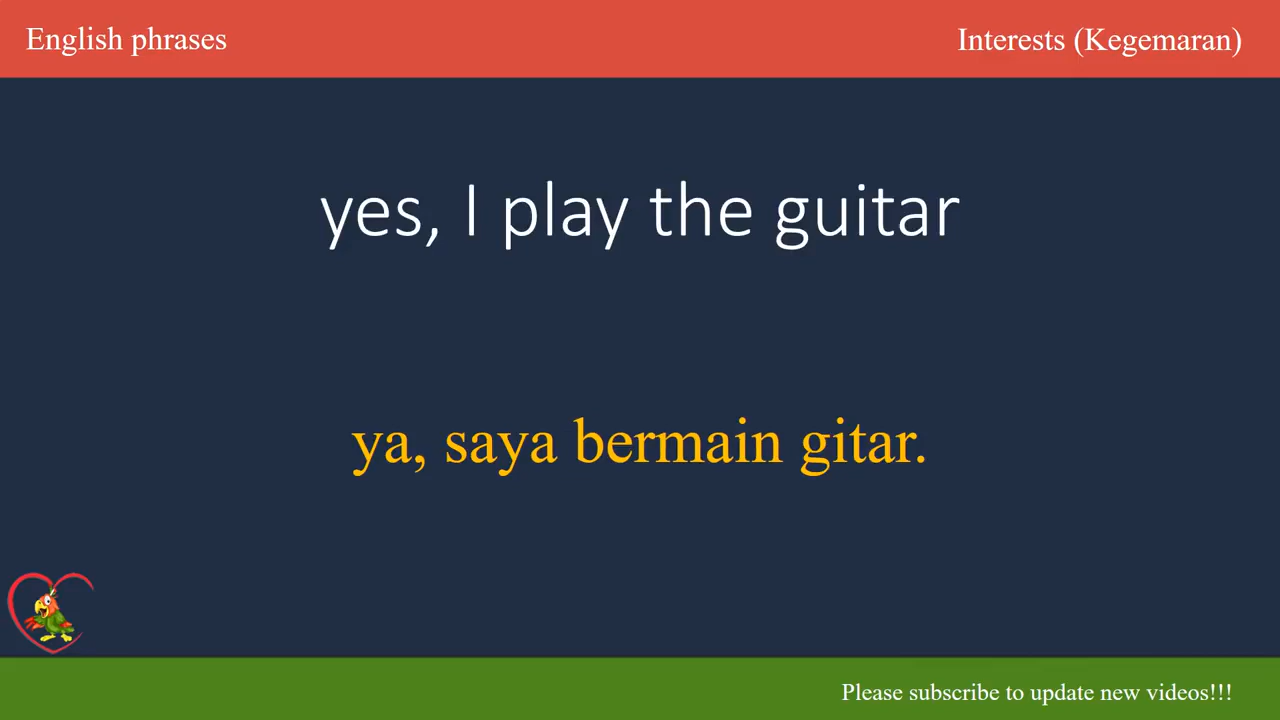 English phrases
Interests (Kegemaran)
yes, I play the guitar
ya, saya bermain gitar.
Please subscribe to update new videos!!!